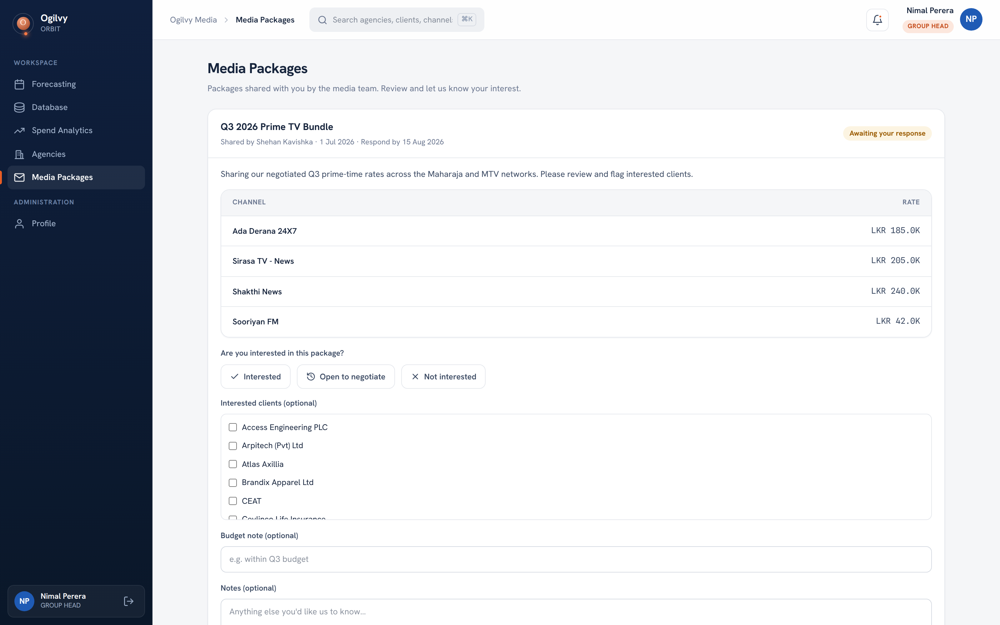 Ogilvy
ORBIT
WORKSPACE
Forecasting
Database
Spend Analytics
Agencies
Media Packages
ADMINISTRATION
Profile
NP
Nimal Perera
GROUP HEAD
Ogilvy Media
Media Packages
Search agencies, clients, channel
⌘K
Nimal Perera
GROUP HEAD
NP
Media Packages
Packages shared with you by the media team. Review and let us know your interest.
Q3 2026 Prime TV Bundle
Shared by Shehan Kavishka · 1 Jul 2026 · Respond by 15 Aug 2026
Awaiting your response
Sharing our negotiated Q3 prime-time rates across the Maharaja and MTV networks. Please review and flag interested clients.
CHANNEL RATE
Ada Derana 24X7 LKR 185.0K
Sirasa TV - News LKR 205.0K
Shakthi News LKR 240.0K
Sooriyan FM LKR 42.0K
Are you interested in this package?
Interested
Open to negotiate
Not interested
Interested clients (optional)
Access Engineering PLC
Arpitech (Pvt) Ltd
Atlas Axillia
Brandix Apparel Ltd
CEAT
Ceylinco Life Insurance
Budget note (optional)
e.g. within Q3 budget
Notes (optional)
Anything else you'd like us to know...